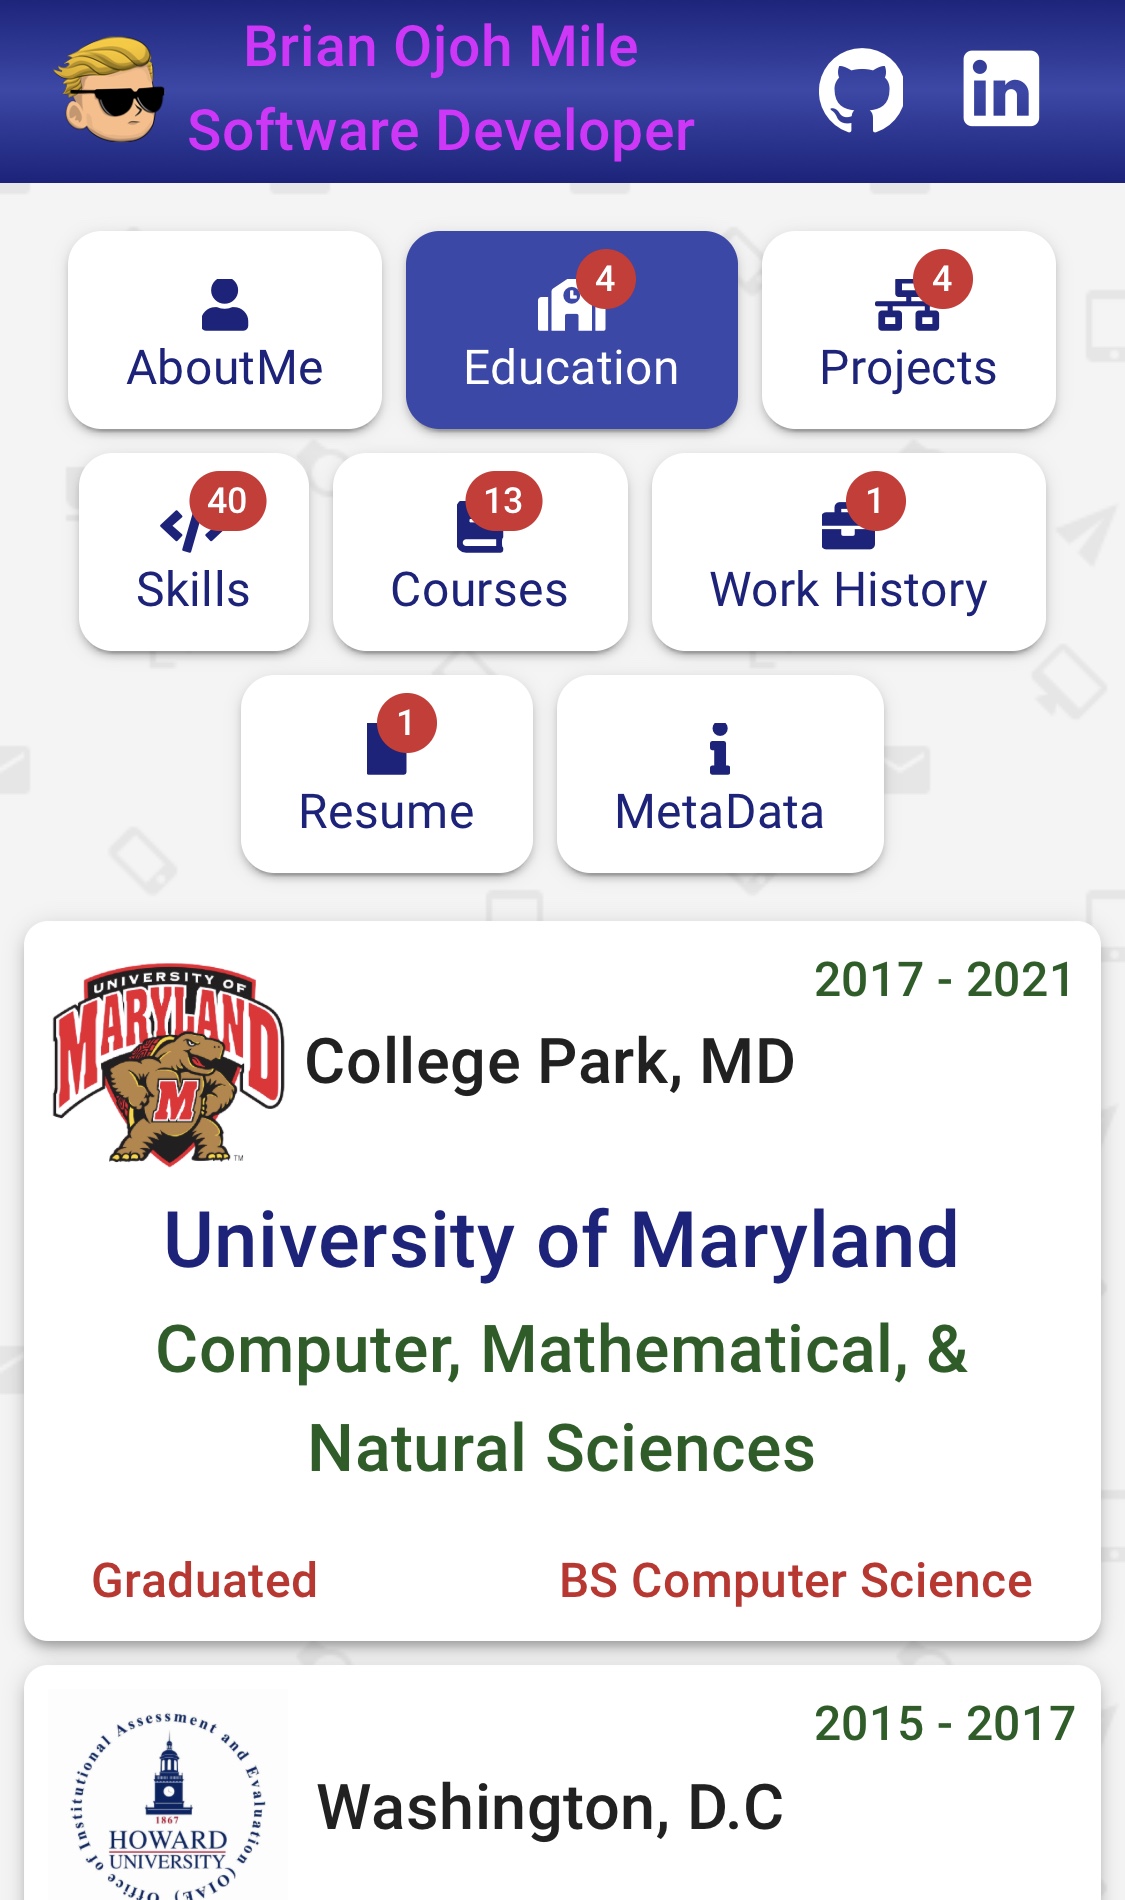 Brian Ojoh Mile
Software Developer
in
AboutMe
4
Education
4
Projects
40
Skills
13
Courses
1
Work History
1
Resume
MetaData
UNIVERSITY OF
MARYLAND
M
TM
2017 - 2021
College Park, MD
University of Maryland
Computer, Mathematical, &
Natural Sciences
Graduated
BS Computer Science
2015 - 2017
Washington, D.C
Office of Institutional Assessment and Evaluation (OIAE)
1867
HOWARD
UNIVERSITY